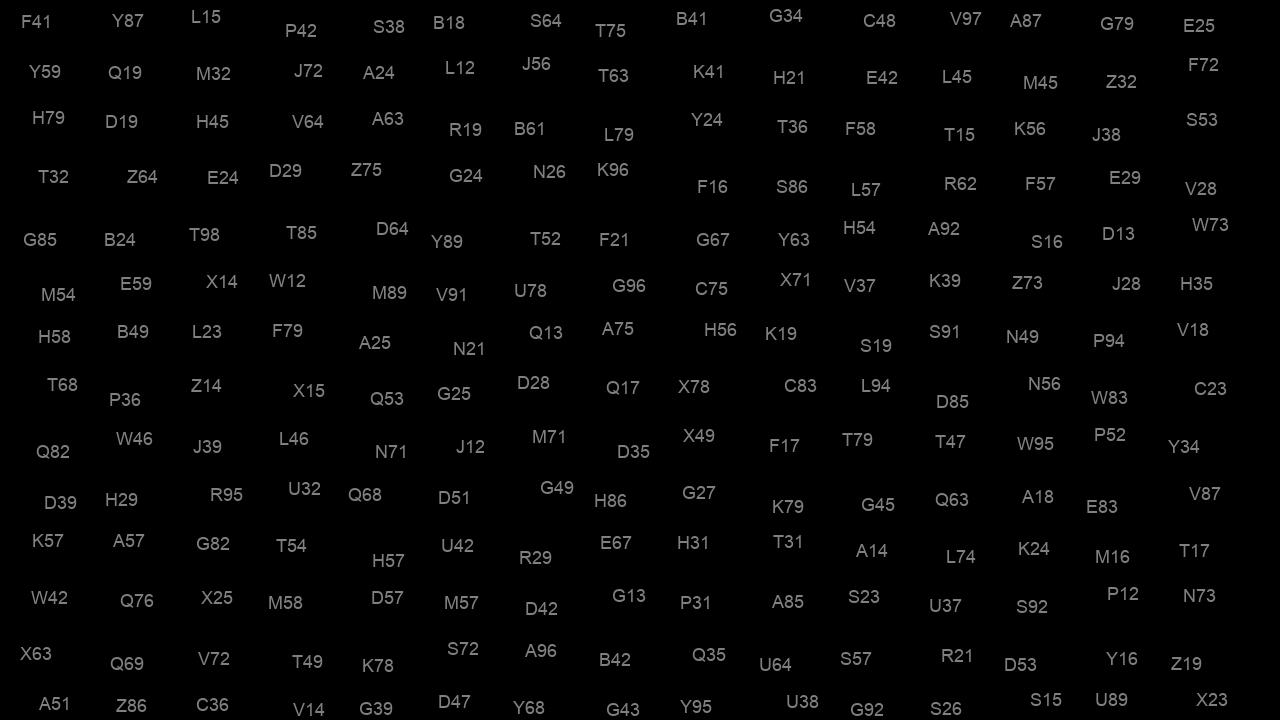 F41 Y87 L15 P42 S38 B18 S64 T75 B41 G34 C48 V97 A87 G79 E25
Y59 Q19 M32 J72 A24 L12 J56 T63 K41 H21 E42 L45 M45 Z32 F72
H79 D19 H45 V64 A63 R19 B61 L79 Y24 T36 F58 T15 K56 J38 S53
T32 Z64 E24 D29 Z75 G24 N26 K96 F16 S86 L57 R62 F57 E29 V28
G85 B24 T98 T85 D64 Y89 T52 F21 G67 Y63 H54 A92 S16 D13 W73
M54 E59 X14 W12 M89 V91 U78 G96 C75 X71 V37 K39 Z73 J28 H35
H58 B49 L23 F79 A25 N21 Q13 A75 H56 K19 S19 S91 N49 P94 V18
T68 P36 Z14 X15 Q53 G25 D28 Q17 X78 C83 L94 D85 N56 W83 C23
Q82 W46 J39 L46 N71 J12 M71 D35 X49 F17 T79 T47 W95 P52 Y34
D39 H29 R95 U32 Q68 D51 G49 H86 G27 K79 G45 Q63 A18 E83 V87
K57 A57 G82 T54 H57 U42 R29 E67 H31 T31 A14 L74 K24 M16 T17
W42 Q76 X25 M58 D57 M57 D42 G13 P31 A85 S23 U37 S92 P12 N73
X63 Q69 V72 T49 K78 S72 A96 B42 Q35 U64 S57 R21 D53 Y16 Z19
A51 Z86 C36 V14 G39 D47 Y68 G43 Y95 U38 G92 S26 S15 U89 X23